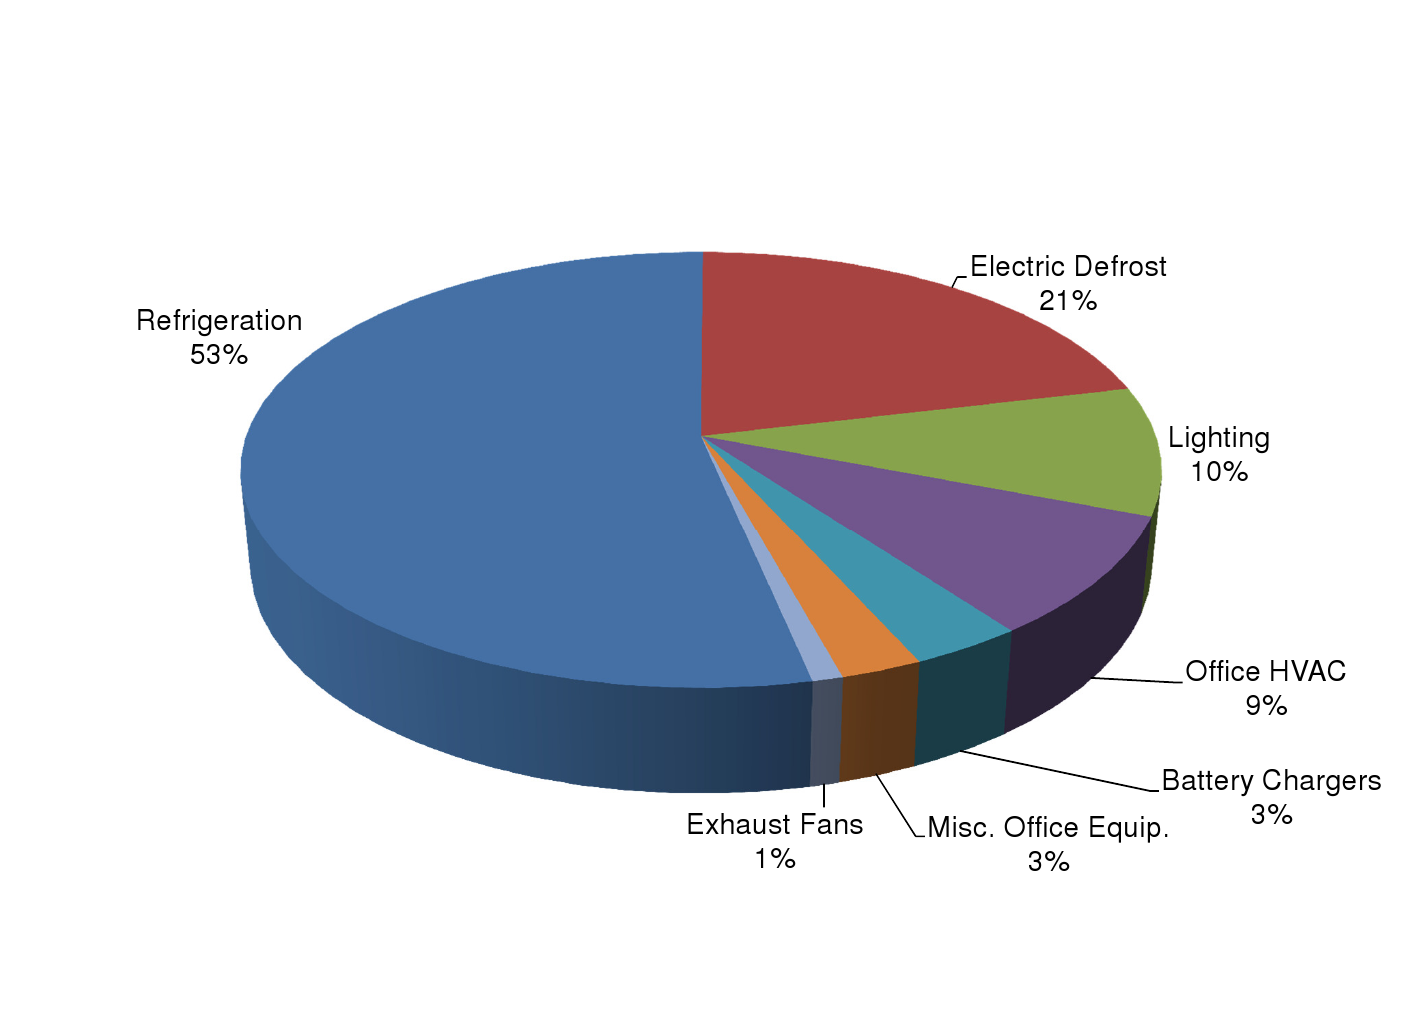 Electric Defrost
21%
Refrigeration
53%
Lighting
10%
Office HVAC
9%
Battery Chargers
3%
Misc. Office Equip.
3%
Exhaust Fans
1%